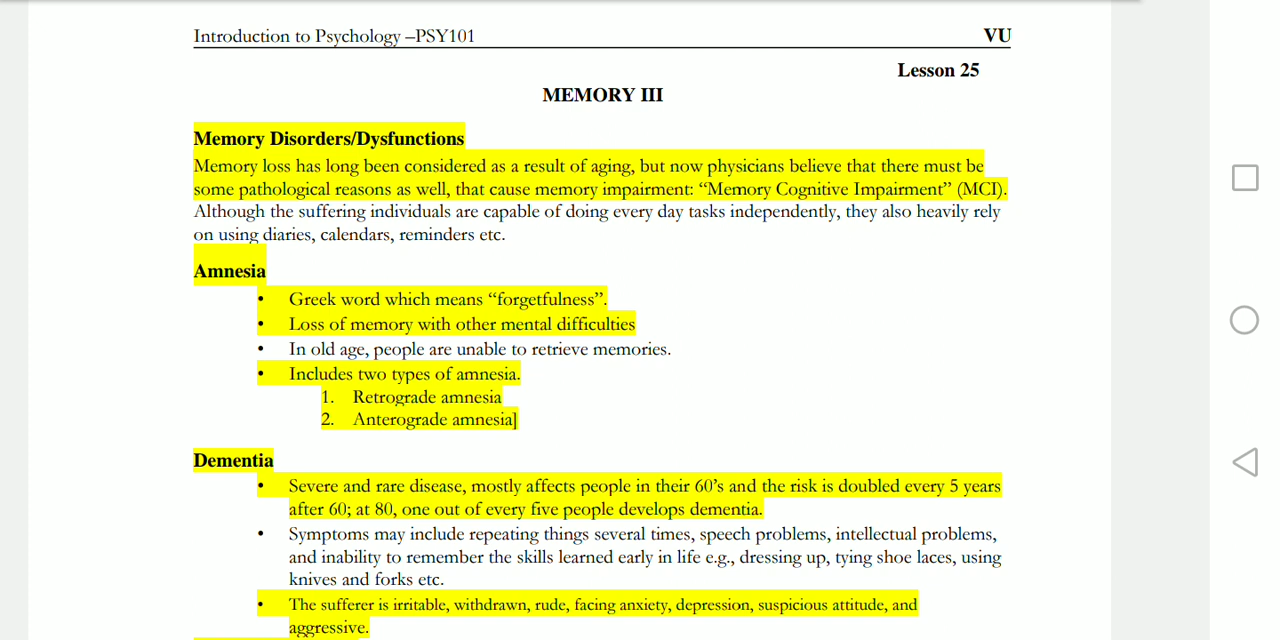 Introduction to Psychology –PSY101 VU
Lesson 25
MEMORY III
Memory Disorders/Dysfunctions
Memory loss has long been considered as a result of aging, but now physicians believe that there must be
some pathological reasons as well, that cause memory impairment: “Memory Cognitive Impairment” (MCI).
Although the suffering individuals are capable of doing every day tasks independently, they also heavily rely
on using diaries, calendars, reminders etc.
Amnesia
• Greek word which means “forgetfulness”.
• Loss of memory with other mental difficulties
• In old age, people are unable to retrieve memories.
• Includes two types of amnesia.
1. Retrograde amnesia
2. Anterograde amnesia]
Dementia
• Severe and rare disease, mostly affects people in their 60’s and the risk is doubled every 5 years
after 60; at 80, one out of every five people develops dementia.
• Symptoms may include repeating things several times, speech problems, intellectual problems,
and inability to remember the skills learned early in life e.g., dressing up, tying shoe laces, using
knives and forks etc.
• The sufferer is irritable, withdrawn, rude, facing anxiety, depression, suspicious attitude, and
aggressive.